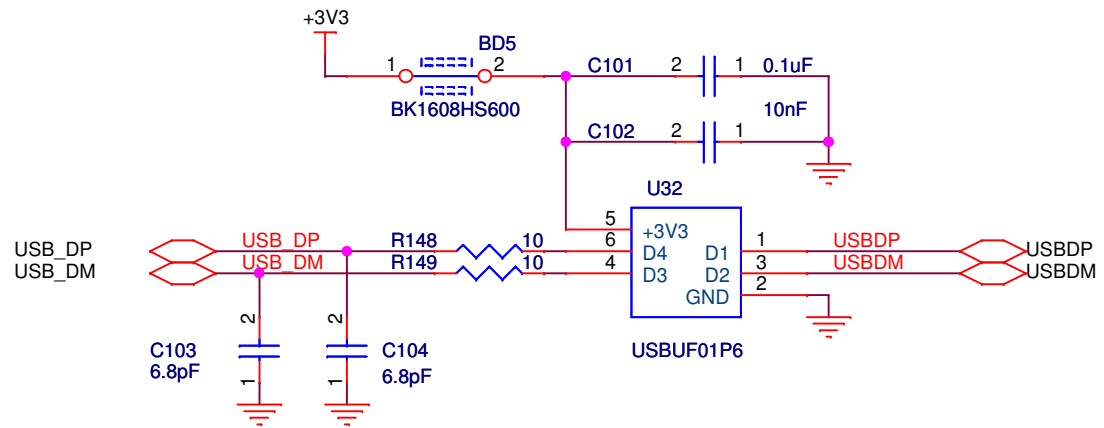 +3V3
BD5
1 2
BK1608HS600
C101 2 1 0.1uF
10nF
C102 2 1
U32
5 +3V3
USB_DP USB_DP R148 10 6 D4 D1 1 USBDP USBDP
USB_DM USB_DM R149 10 4 D3 D2 3 USBDM USBDM
GND 2
USBUF01P6
2 2
C103 C104
6.8pF 6.8pF
1 1